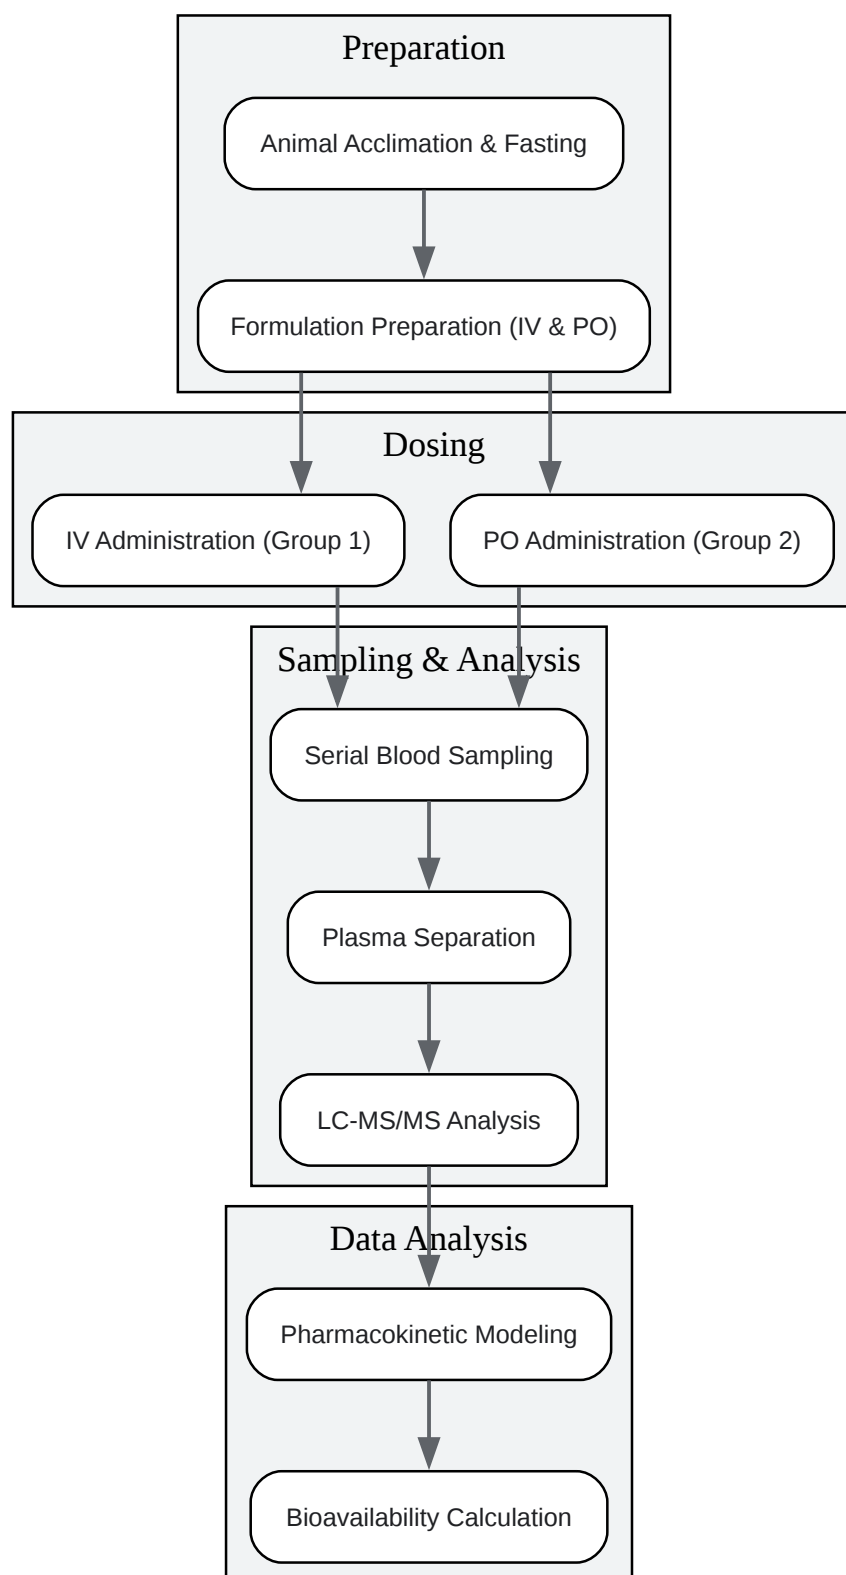 Preparation
Animal Acclimation & Fasting
Formulation Preparation (IV & PO)
Dosing
IV Administration (Group 1)
PO Administration (Group 2)
Sampling & Analysis
Serial Blood Sampling
Plasma Separation
LC-MS/MS Analysis
Data Analysis
Pharmacokinetic Modeling
Bioavailability Calculation